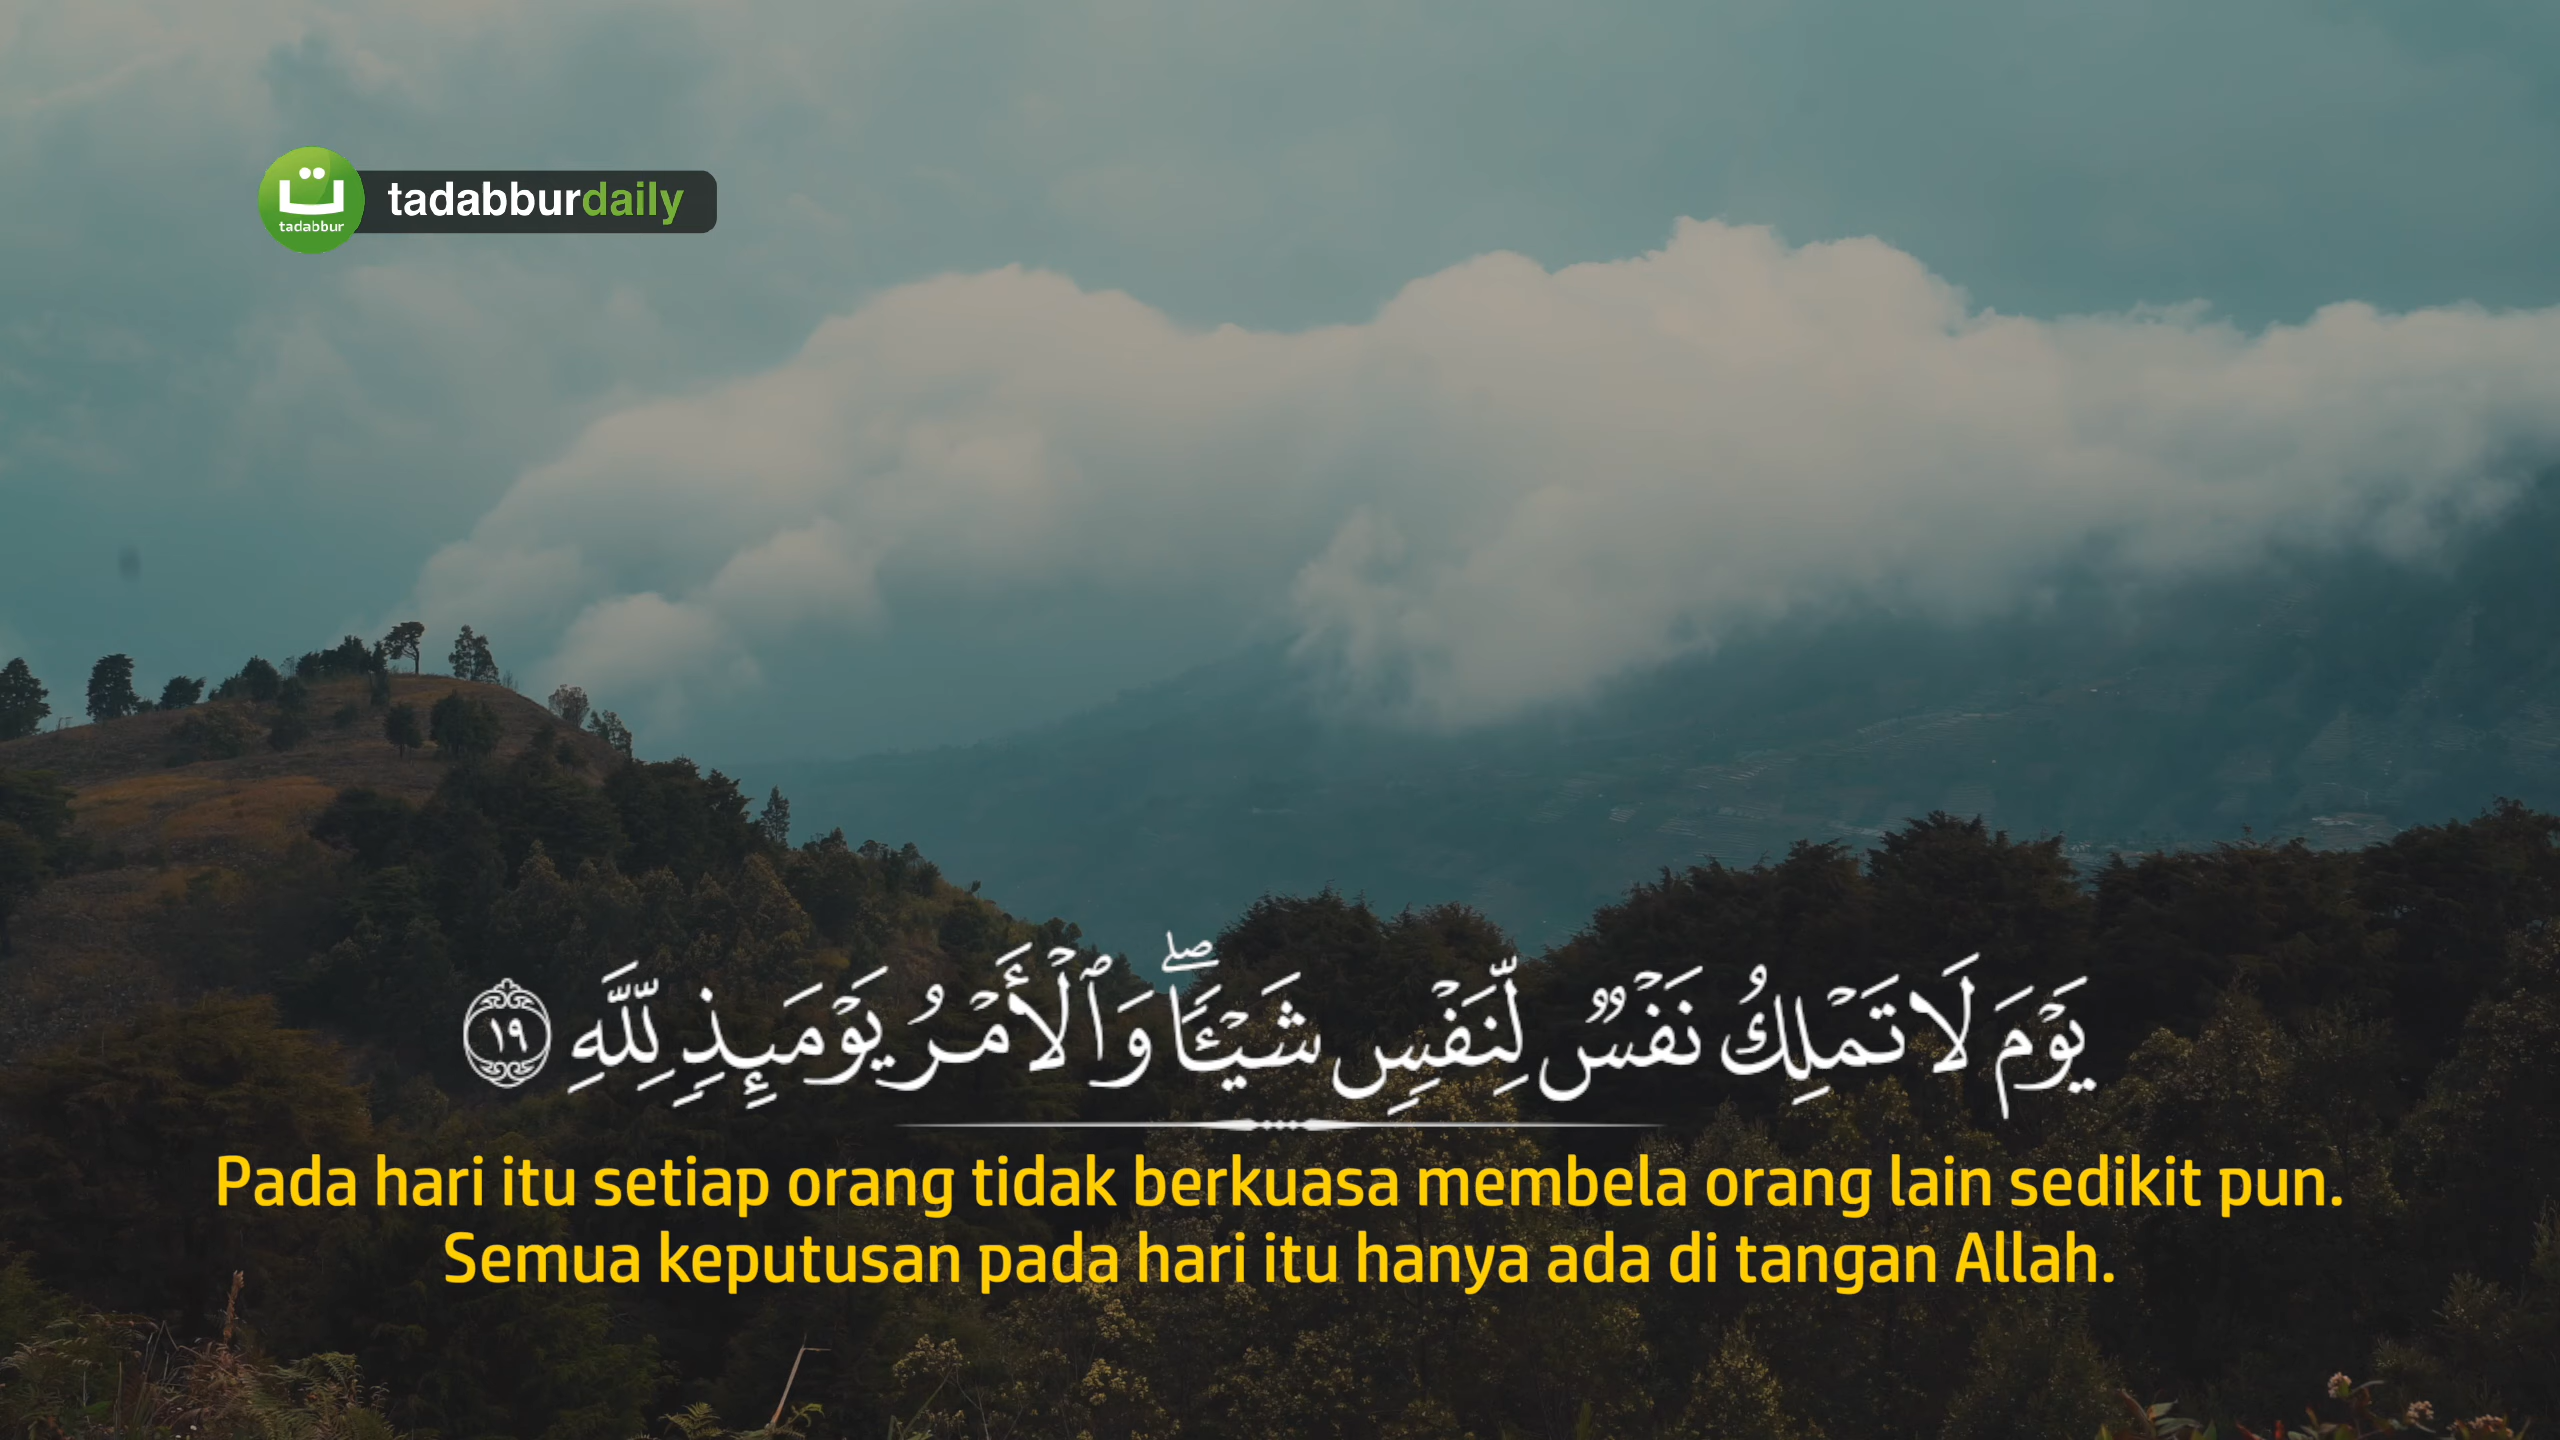 tadabbur
tadabburdaily
يَوۡمَ لَا تَمۡلِكُ نَفۡسٞ لِّنَفۡسٖ شَيۡـٔٗاۖ وَٱلۡأَمۡرُ يَوۡمَئِذٖ لِّلَّهِ ١٩
Pada hari itu setiap orang tidak berkuasa membela orang lain sedikit pun.
Semua keputusan pada hari itu hanya ada di tangan Allah.